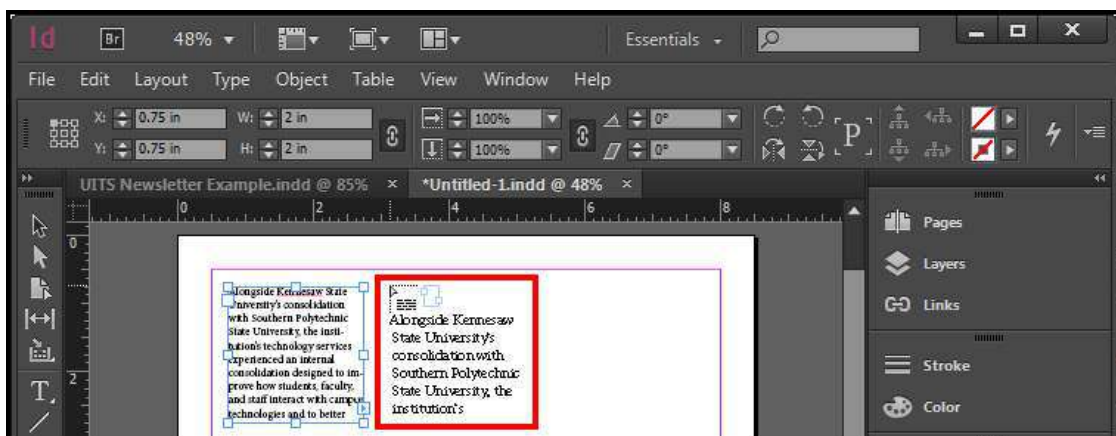 Id Br 48% Essentials
File Edit Layout Type Object Table View Window Help
X: 0.75 in W: 2 in 100% 0°
Y: 0.75 in H: 2 in 100% 0° P
UITS Newsletter Example.indd @ 85% × *Untitled-1.indd @ 48% ×
0 2 4 6 8
0
2
T
Alongside Kennesaw State
University's consolidation
with Southern Polytechnic
State University, the insti-
tution's technology services
experienced an internal
consolidation designed to im-
prove how students, faculty,
and staff interact with campus
technologies and to better
Alongside Kennesaw
State University's
consolidation with
Southern Polytechnic
State University, the
institution's
Pages
Layers
Links
Stroke
Color